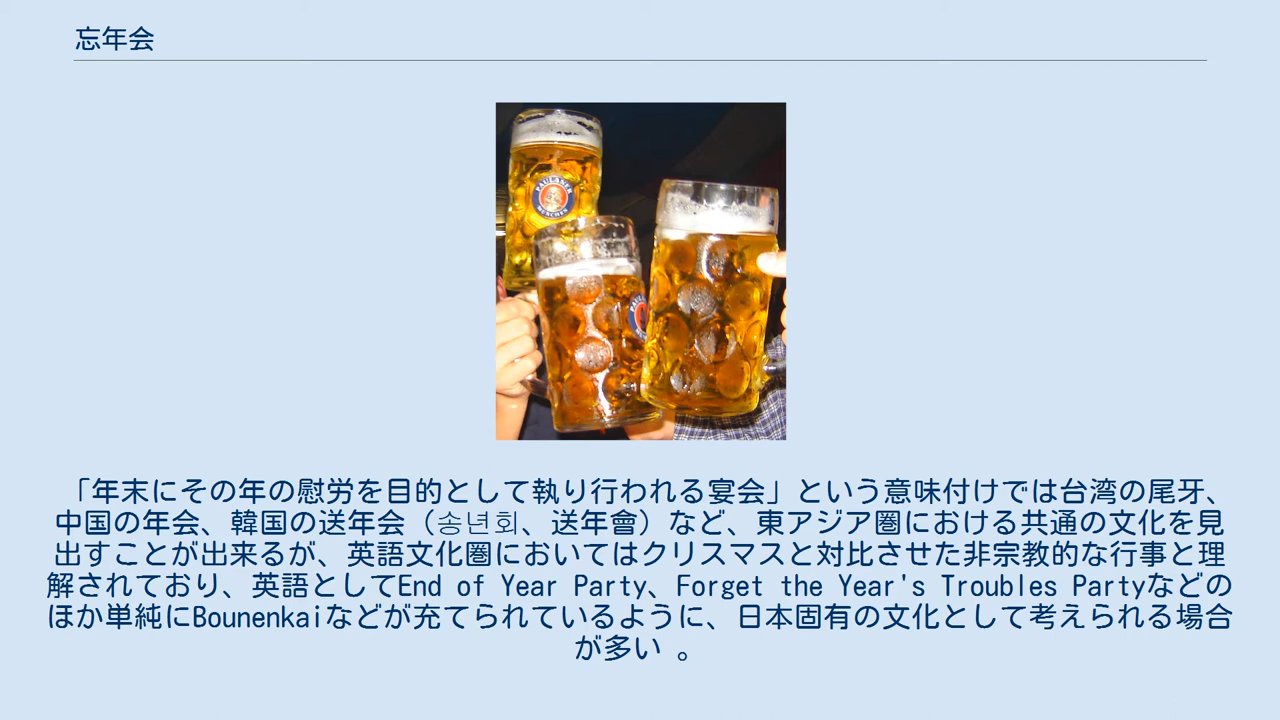 忘年会
PAULANER
MÜNCHEN
「年末にその年の慰労を目的として執り行われる宴会」という意味付けでは台湾の尾牙、
中国の年会、韓国の送年会（송년회、送年會）など、東アジア圏における共通の文化を見
出すことが出来るが、英語文化圏においてはクリスマスと対比させた非宗教的な行事と理
解されており、英語としてEnd of Year Party、Forget the Year's Troubles Partyなどの
ほか単純にBounenkaiなどが充てられているように、日本固有の文化として考えられる場合
が多い 。